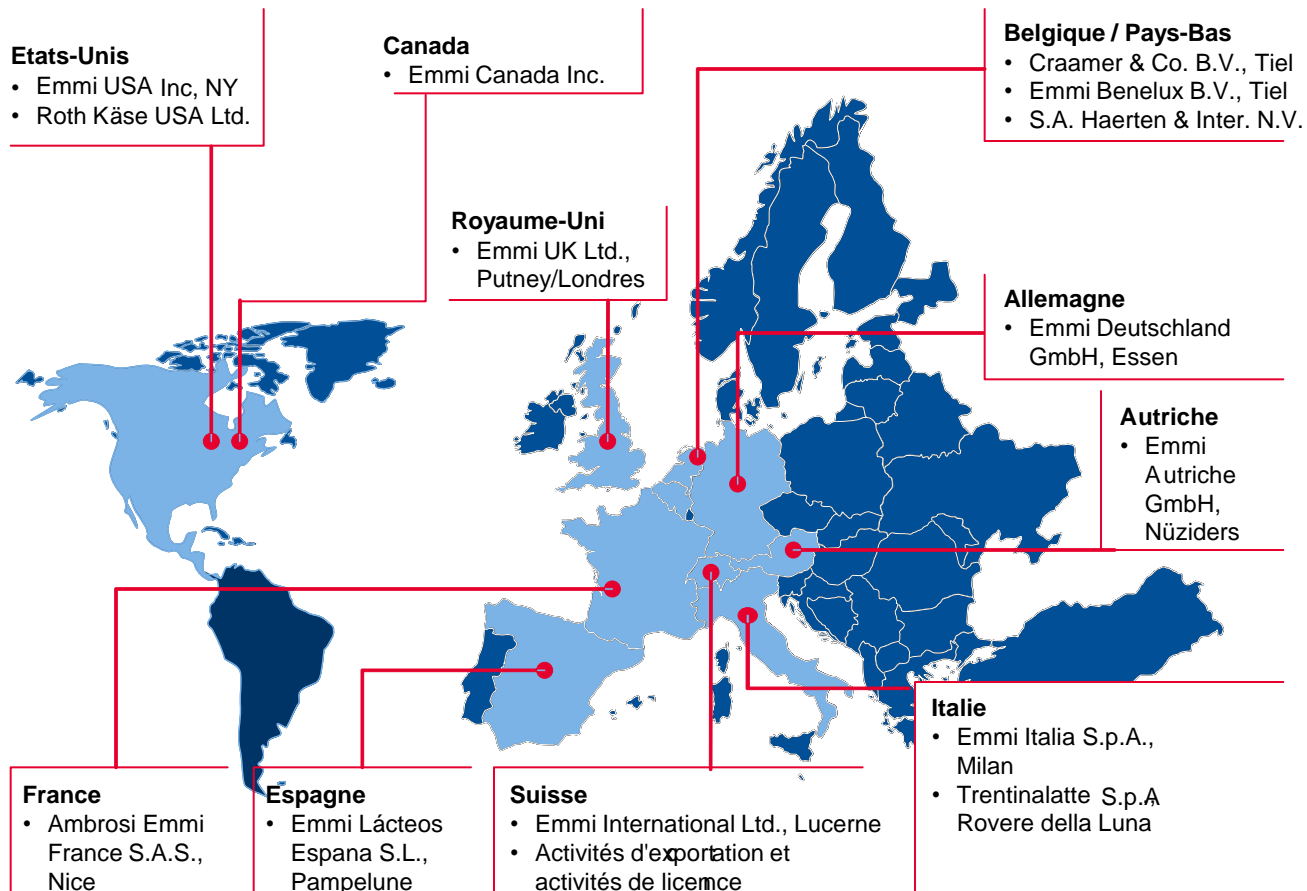 Etats-Unis
• Emmi USA Inc, NY
• Roth Käse USA Ltd.
Canada
• Emmi Canada Inc.
Belgique / Pays-Bas
• Craamer & Co. B.V., Tiel
• Emmi Benelux B.V., Tiel
• S.A. Haerten & Inter. N.V.
Royaume-Uni
• Emmi UK Ltd.,
Putney/Londres
Allemagne
• Emmi Deutschland
GmbH, Essen
Autriche
• Emmi
Autriche
GmbH,
Nüziders
Italie
• Emmi Italia S.p.A.,
Milan
• Trentinalatte S.p.A,
Rovere della Luna
France
• Ambrosi Emmi
France S.A.S.,
Nice
Espagne
• Emmi Lácteos
Espana S.L.,
Pampelune
Suisse
• Emmi International Ltd., Lucerne
• Activités d'exportation et
activités de licence